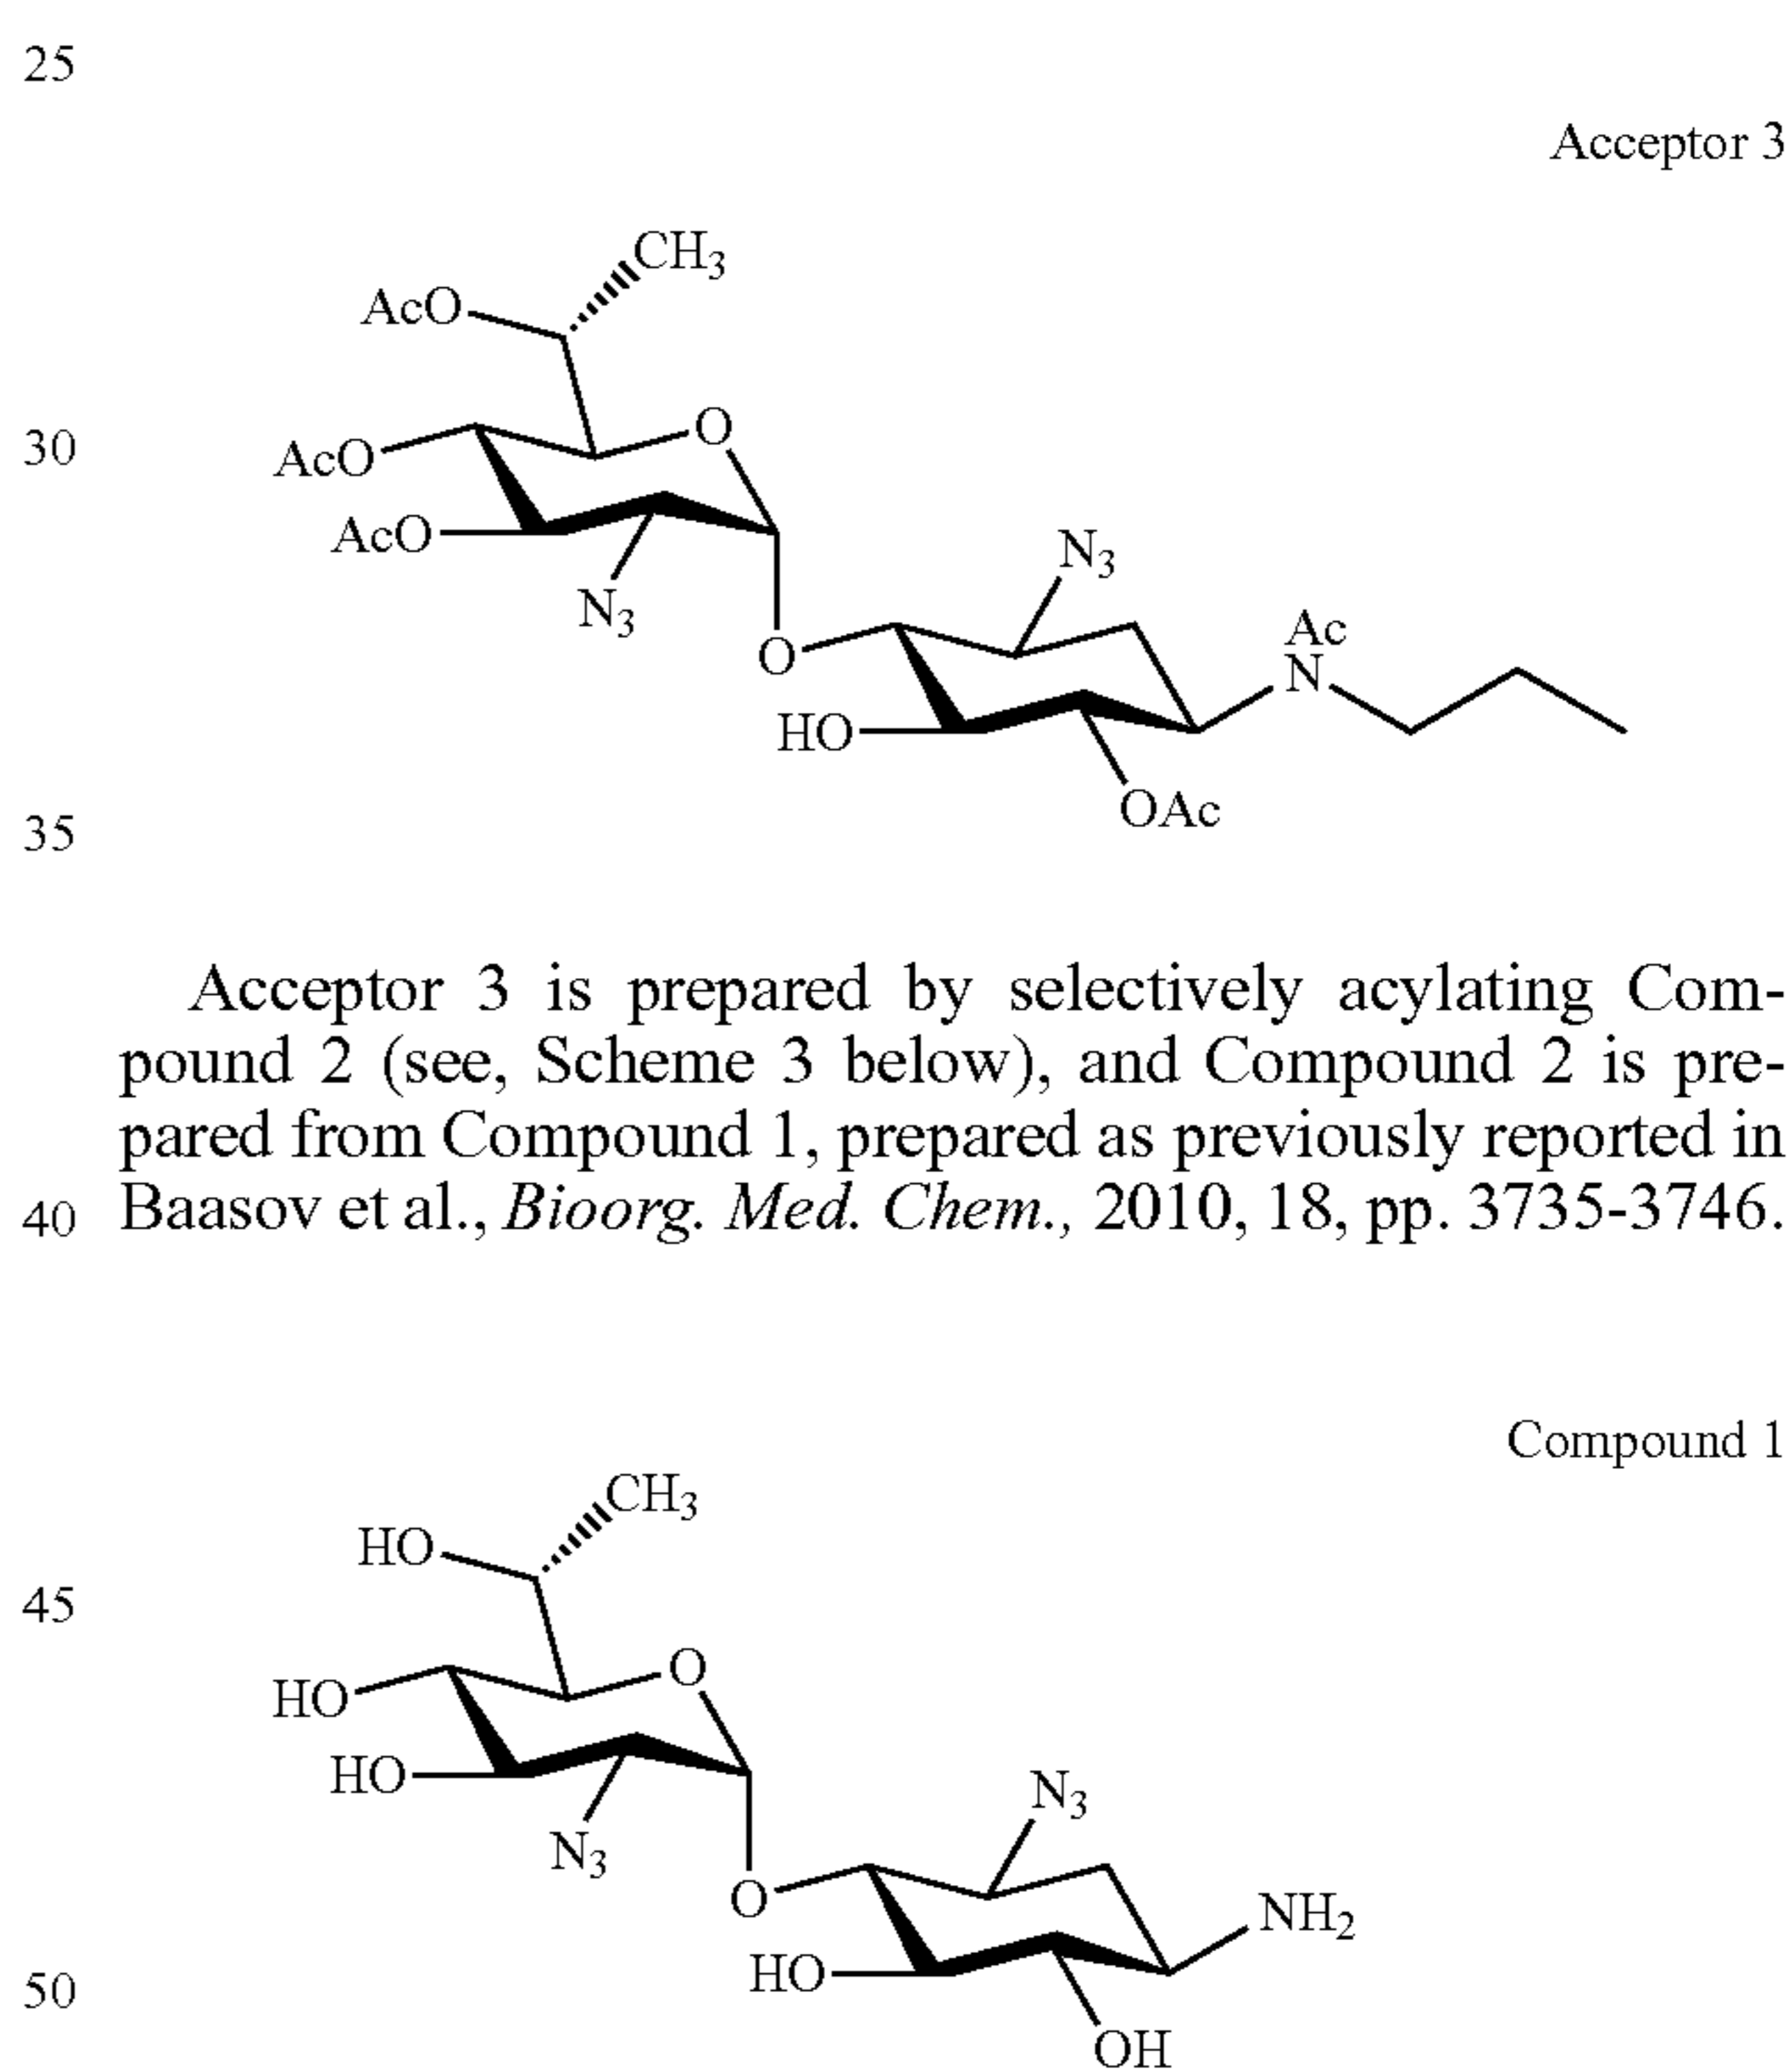 25
Acceptor 3
CH3
AcO
O
30
AcO
AcO
N3
N3
Ac
N
O
HO
OAc
35
Acceptor 3 is prepared by selectively acylating Com-
pound 2 (see, Scheme 3 below), and Compound 2 is pre-
pared from Compound 1, prepared as previously reported in
40 Baasov et al., Bioorg. Med. Chem., 2010, 18, pp. 3735-3746.
Compound 1
CH3
HO
45
O
HO
HO
N3
N3
O
NH2
HO
50
OH